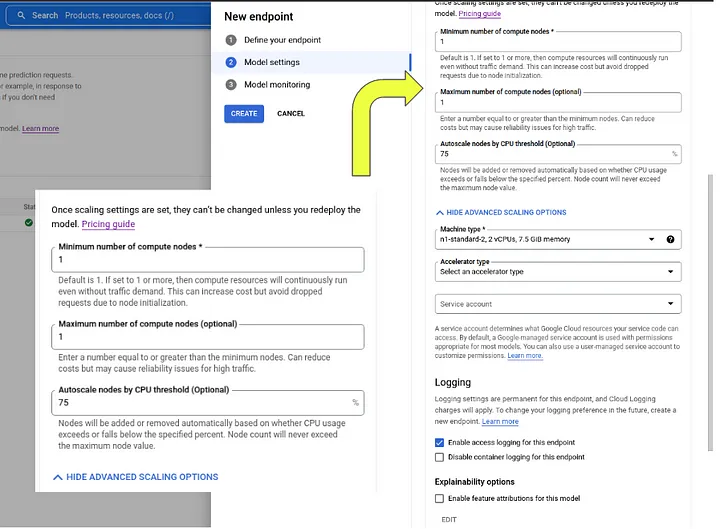 Search Products, resources, docs (/)
me prediction requests.
r example, in response to
if you don't need
model. Learn more
Stat
New endpoint
1 Define your endpoint
2 Model settings
3 Model monitoring
CREATE CANCEL
Once scaling settings are set, they can't be changed unless you redeploy the
model. Pricing guide
Minimum number of compute nodes *
1
Default is 1. If set to 1 or more, then compute resources will continuously run
even without traffic demand. This can increase cost but avoid dropped
requests due to node initialization.
Maximum number of compute nodes (optional)
1
Enter a number equal to or greater than the minimum nodes. Can reduce
costs but may cause reliability issues for high traffic.
Autoscale nodes by CPU threshold (Optional)
75 %
Nodes will be added or removed automatically based on whether CPU usage
exceeds or falls below the specified percent. Node count will never exceed
the maximum node value.
HIDE ADVANCED SCALING OPTIONS
Once scaling settings are set, they can't be changed unless you redeploy the
model. Pricing guide
Minimum number of compute nodes *
1
Default is 1. If set to 1 or more, then compute resources will continuously run
even without traffic demand. This can increase cost but avoid dropped
requests due to node initialization.
Maximum number of compute nodes (optional)
1
Enter a number equal to or greater than the minimum nodes. Can reduce
costs but may cause reliability issues for high traffic.
Autoscale nodes by CPU threshold (Optional)
75 %
Nodes will be added or removed automatically based on whether CPU usage
exceeds or falls below the specified percent. Node count will never exceed
the maximum node value.
HIDE ADVANCED SCALING OPTIONS
Machine type *
n1-standard-2, 2 vCPUs, 7.5 GiB memory
Accelerator type
Select an accelerator type
Service account
A service account determines what Google Cloud resources your service code can
access. By default, a Google-managed service account is used with permissions
appropriate for most models. You can also use a user-managed service account to
customize permissions. Learn more.
Logging
Logging settings are permanent for this endpoint, and Cloud Logging
charges will apply. To change your logging preference in the future, create a
new endpoint. Learn more
Enable access logging for this endpoint
Disable container logging for this endpoint
Explainability options
Enable feature attributions for this model
EDIT